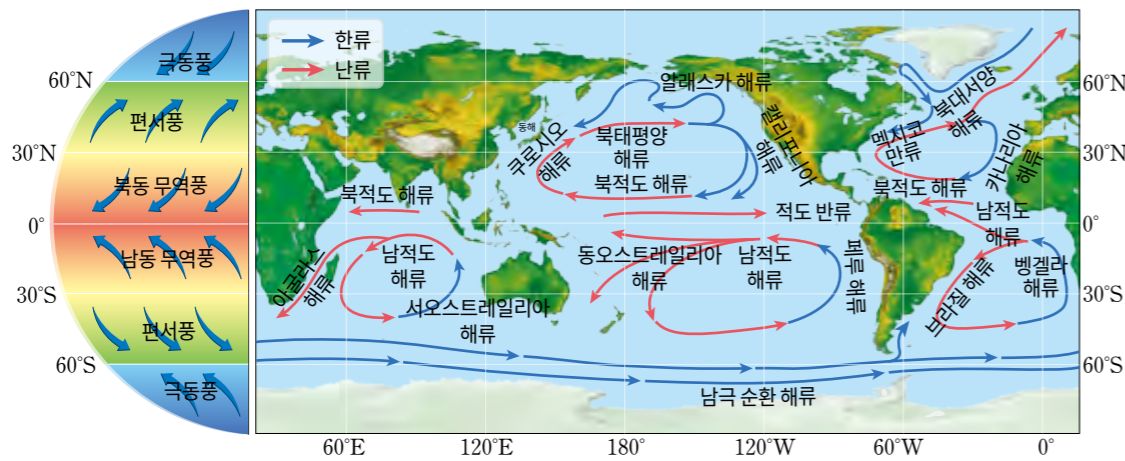 극동풍
60°N
편서풍
30°N
북동 무역풍
0°
남동 무역풍
30°S
편서풍
60°S
극동풍
한류
난류
알래스카 해류
동해
쿠로시오
해류
북태평양
해류
캘리포니아
해류
북적도 해류
북적도 해류
적도 반류
멕시코
만류
북대서양
해류
카나리아
해류
북적도 해류
남적도
해류
아굴라스
해류
남적도
해류
서오스트레일리아
해류
동오스트레일리아
해류
남적도
해류
페루 해류
브라질 해류
벵겔라
해류
남극 순환 해류
60°N
30°N
0°
30°S
60°S
60°E
120°E
180°
120°W
60°W
0°